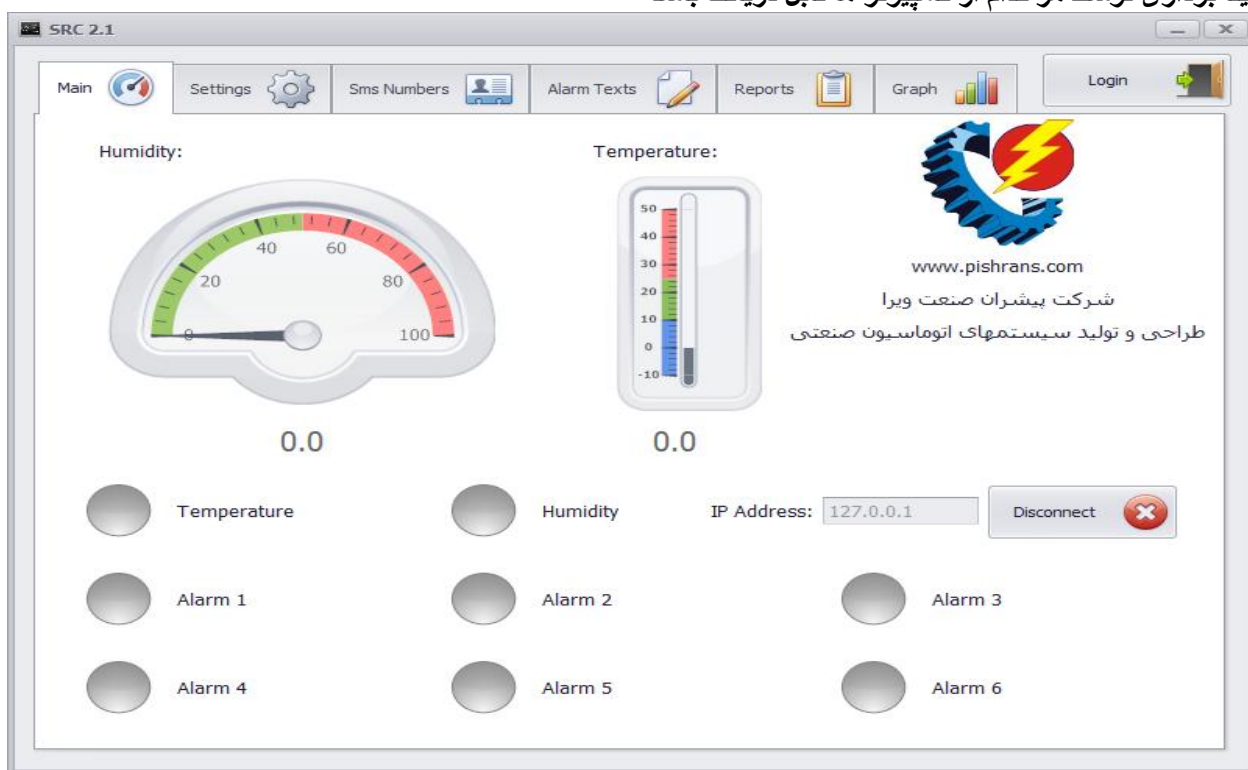 SRC 2.1
Main Settings Sms Numbers Alarm Texts Reports Graph Login
Humidity:
Temperature:
0 20 40 60 80 100
50
40
30
20
10
0
-10
www.pishrans.com
شرکت پیشران صنعت ویرا
طراحی و تولید سیستمهای اتوماسیون صنعتی
0.0 0.0
Temperature Humidity IP Address: 127.0.0.1 Disconnect
Alarm 1 Alarm 2 Alarm 3
Alarm 4 Alarm 5 Alarm 6